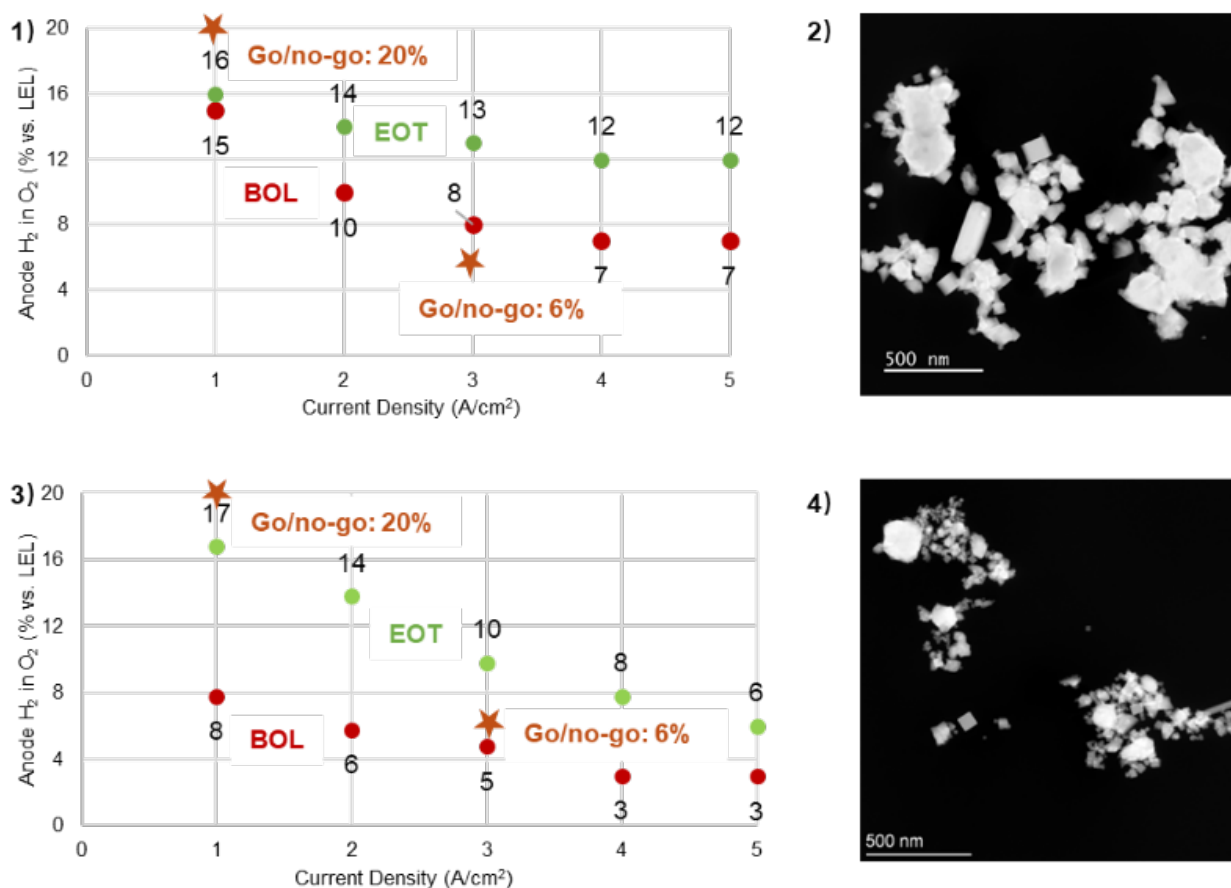 1)
20
16
12
8
4
0
Anode H₂ in O₂ (% vs. LEL)
Go/no-go: 20%
16
14
13
12
12
EOT
15
BOL
10
8
7
7
Go/no-go: 6%
0 1 2 3 4 5
Current Density (A/cm²)
2)
500 nm
3)
20
16
12
8
4
0
Anode H₂ in O₂ (% vs. LEL)
17
Go/no-go: 20%
14
EOT
10
8
6
8
BOL
6
5
Go/no-go: 6%
3
3
0 1 2 3 4 5
Current Density (A/cm²)
4)
500 nm